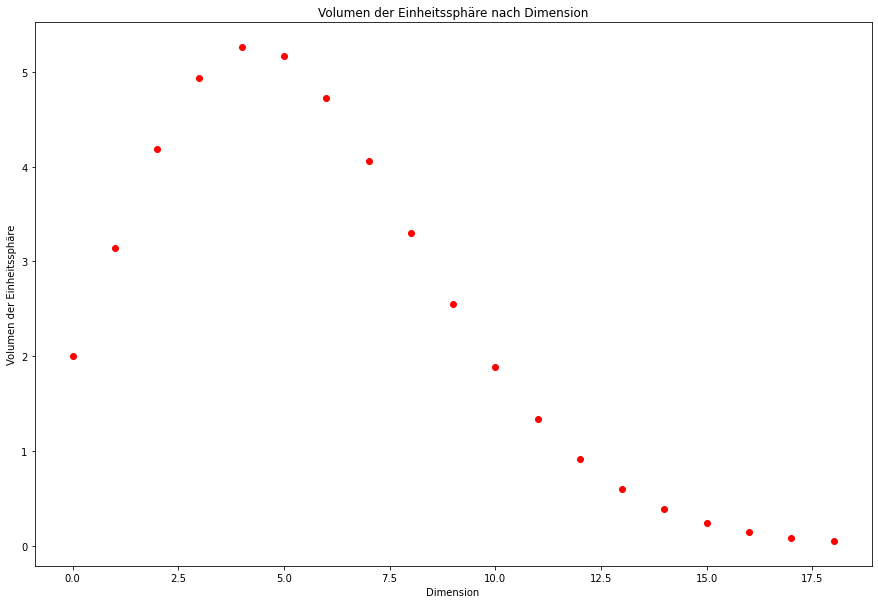 Volumen der Einheitssphäre nach Dimension
Volumen der Einheitssphäre
5
4
3
2
1
0
0.0 2.5 5.0 7.5 10.0 12.5 15.0 17.5
Dimension